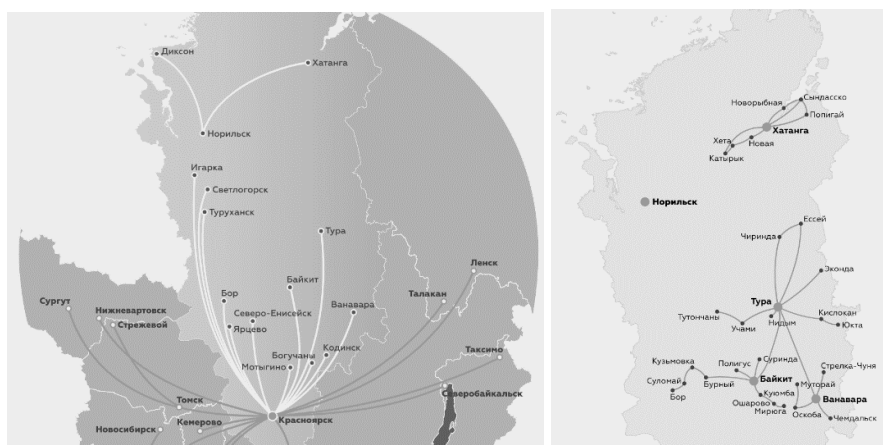 Диксон
Хатанга
Норильск
Игарка
Светлогорск
Туруханск
Тура
Ленск
Байкит
Талакан
Бор
Ванавара
Сургут
Северо-Енисейск
Нижневартовск
Стрежевой
Ярцево
Кодинск
Богучаны
Таксимо
Мотыгино
Северобайкальск
Томск
Красноярск
Кемерово
Новосибирск
Сындасско
Новорыбная
Попигай
Хатанга
Хета
Новая
Катырык
Норильск
Ессей
Чиринда
Эконда
Тура
Кислокан
Тутончаны
Нидым
Юкта
Учами
Кузьмовка
Суринда
Полигус
Стрелка-Чуня
Суломай
Байкит
Муторай
Бурный
Бор
Куюмба
Ванавара
Ошарово
Мирюга
Оскоба
Чемдальск